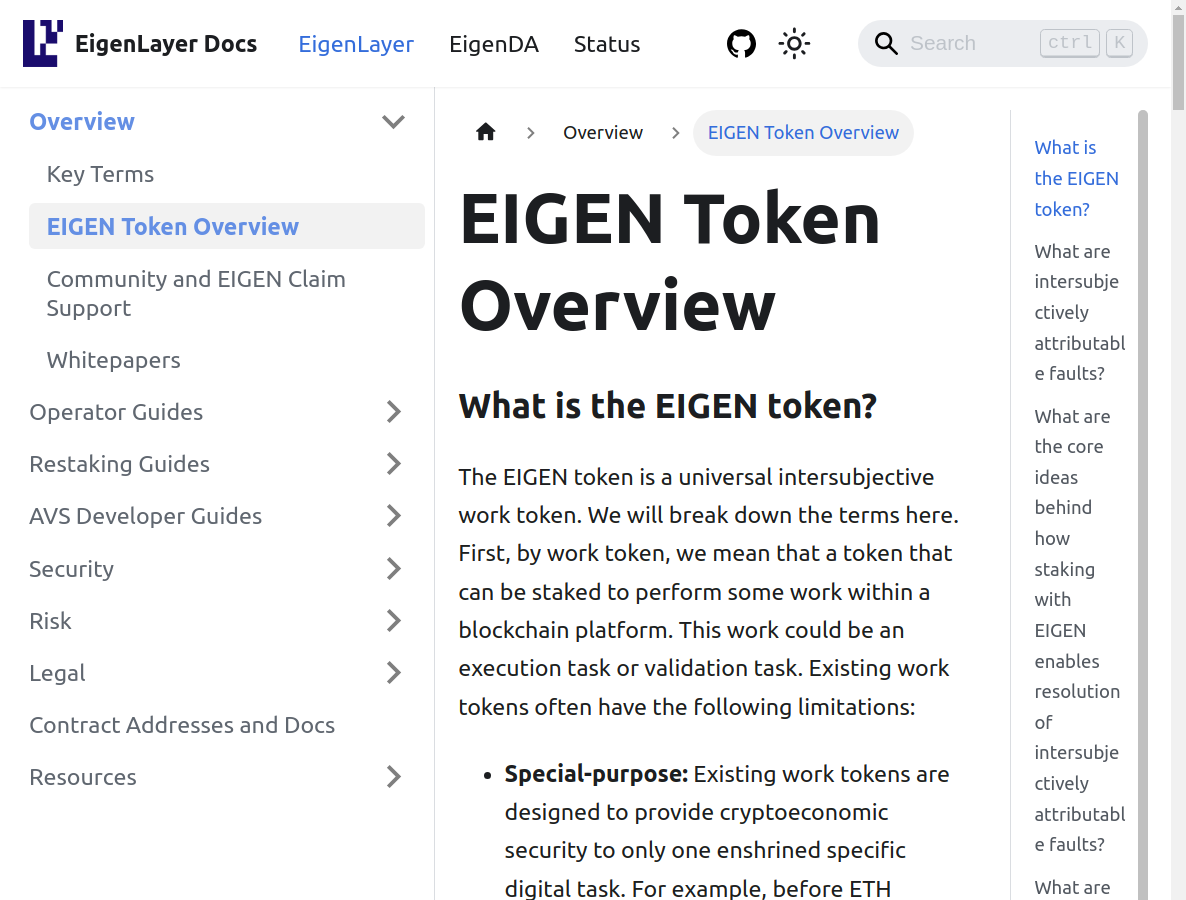 EigenLayer Docs
EigenLayer
EigenDA
Status
Search
ctrl
K
Overview
Key Terms
EIGEN Token Overview
Community and EIGEN Claim
Support
Whitepapers
Operator Guides
Restaking Guides
AVS Developer Guides
Security
Risk
Legal
Contract Addresses and Docs
Resources
Overview
EIGEN Token Overview
EIGEN Token
Overview
What is the EIGEN token?
The EIGEN token is a universal intersubjective
work token. We will break down the terms here.
First, by work token, we mean that a token that
can be staked to perform some work within a
blockchain platform. This work could be an
execution task or validation task. Existing work
tokens often have the following limitations:
• Special-purpose: Existing work tokens are
designed to provide cryptoeconomic
security to only one enshrined specific
digital task. For example, before ETH
What is
the EIGEN
token?
What are
intersubje
ctively
attributabl
e faults?
What are
the core
ideas
behind
how
staking
with
EIGEN
enables
resolution
of
intersubje
ctively
attributabl
e faults?
What are